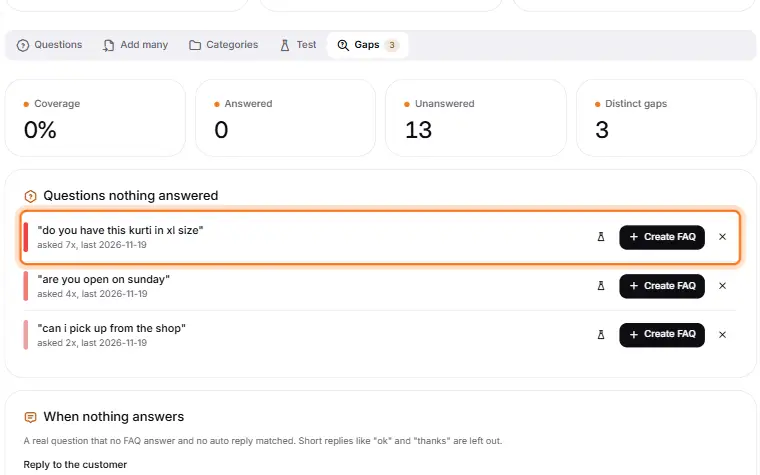 Questions
Add many
Categories
Test
Gaps 3
Coverage
0%
Answered
0
Unanswered
13
Distinct gaps
3
Questions nothing answered
"do you have this kurti in xl size"
asked 7x, last 2026-11-19
+ Create FAQ ×
"are you open on sunday"
asked 4x, last 2026-11-19
+ Create FAQ ×
"can i pick up from the shop"
asked 2x, last 2026-11-19
+ Create FAQ ×
When nothing answers
A real question that no FAQ answer and no auto reply matched. Short replies like "ok" and "thanks" are left out.
Reply to the customer